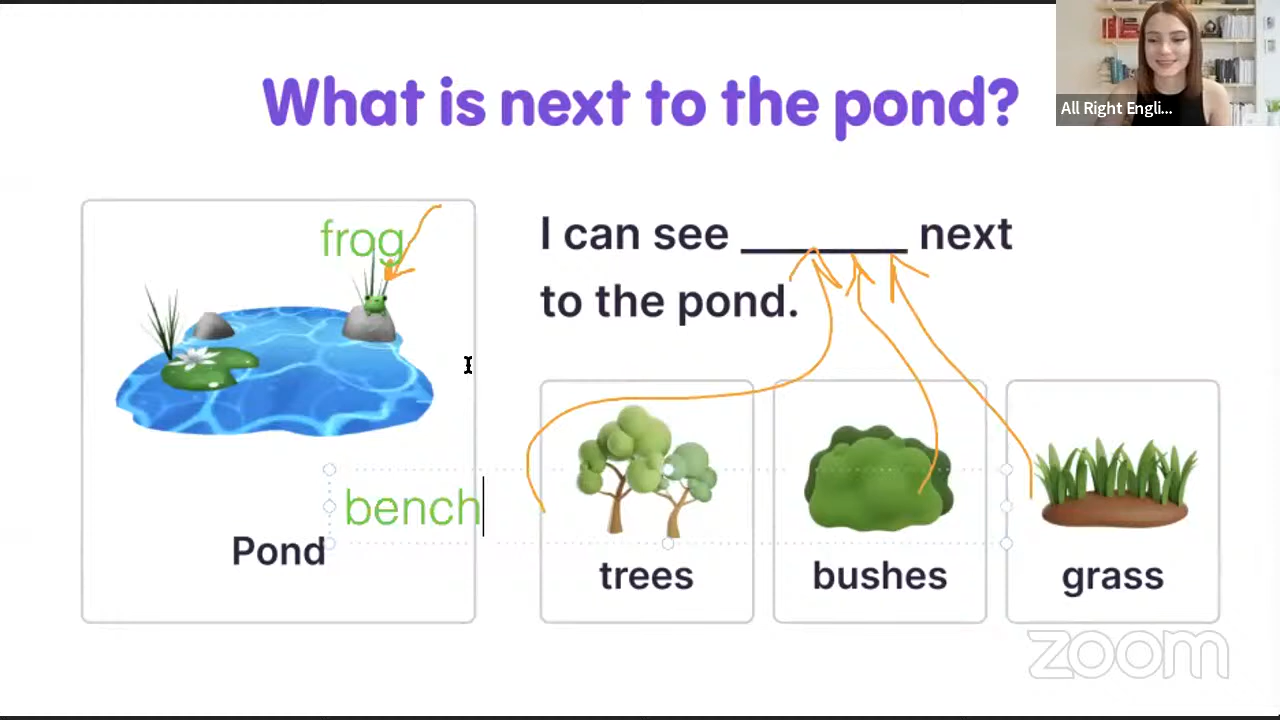 What is next to the pond?
All Right Engli...
frog
I can see ______ next
to the pond.
bench
Pond
trees
bushes
grass
zoom